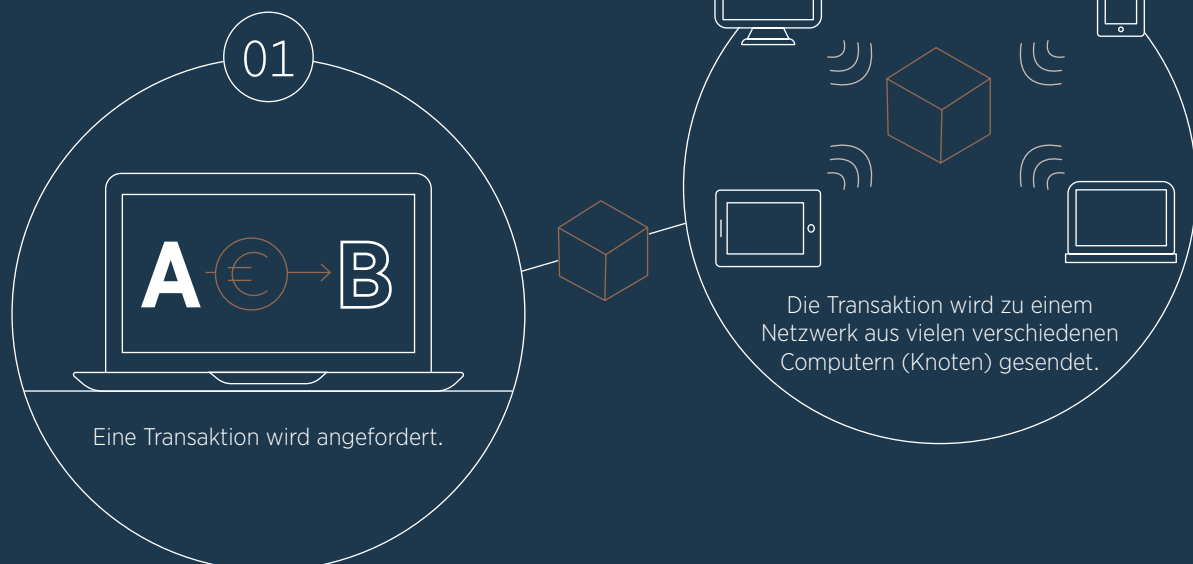 01
A € B
Eine Transaktion wird angefordert.
Die Transaktion wird zu einem
Netzwerk aus vielen verschiedenen
Computern (Knoten) gesendet.